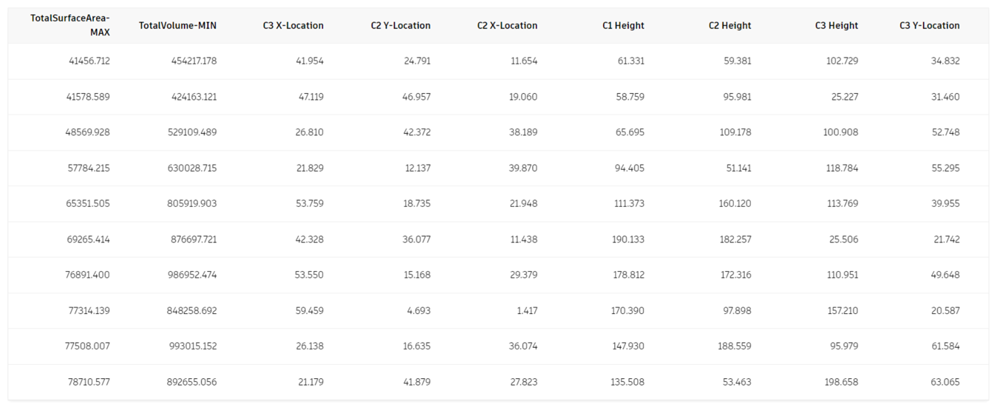 TotalSurfaceArea-
MAX TotalVolume-MIN C3 X-Location C2 Y-Location C2 X-Location C1 Height C2 Height C3 Height C3 Y-Location
41456.712 454217.178 41.954 24.791 11.654 61.331 59.381 102.729 34.832
41578.589 424163.121 47.119 46.957 19.060 58.759 95.981 25.227 31.460
48569.928 529109.489 26.810 42.372 38.189 65.695 109.178 100.908 52.748
57784.215 630028.715 21.829 12.137 39.870 94.405 51.141 118.784 55.295
65351.505 805919.903 53.759 18.735 21.948 111.373 160.120 113.769 39.955
69265.414 876697.721 42.328 36.077 11.438 190.133 182.257 25.506 21.742
76891.400 986952.474 53.550 15.168 29.379 178.812 172.316 110.951 49.648
77314.139 848258.692 59.459 4.693 1.417 170.390 97.898 157.210 20.587
77508.007 993015.152 26.138 16.635 36.074 147.930 188.559 95.979 61.584
78710.577 892655.056 21.179 41.879 27.823 135.508 53.463 198.658 63.065